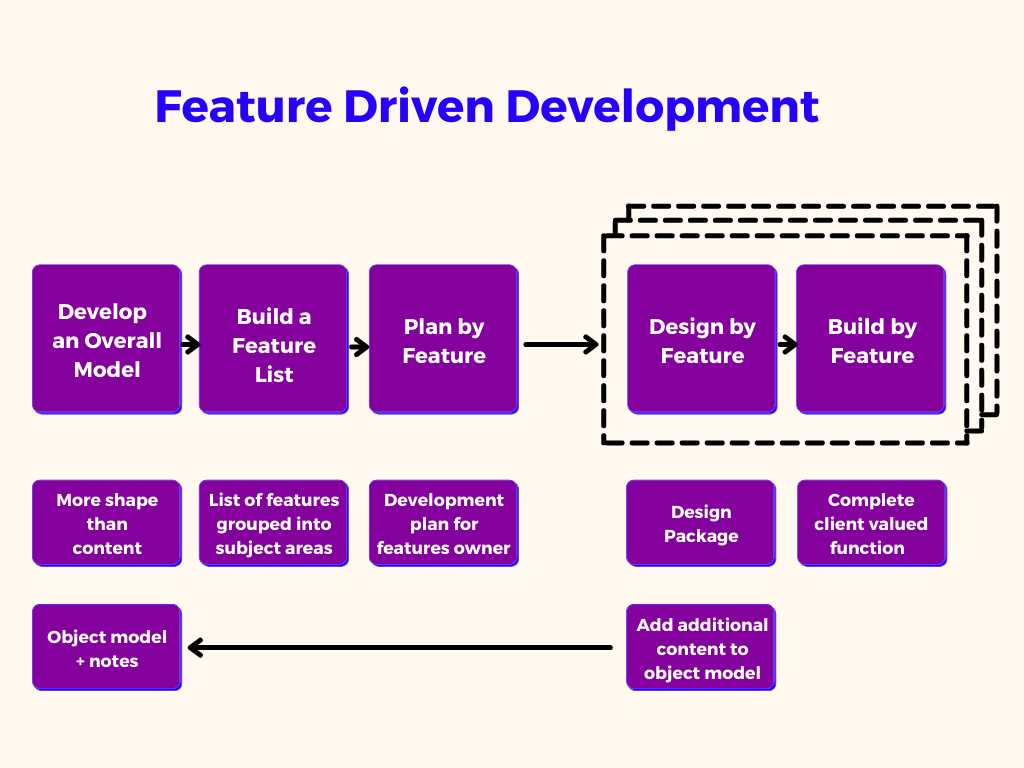 Feature Driven Development
Develop
an Overall
Model
Build a
Feature
List
Plan by
Feature
Design by
Feature
Build by
Feature
More shape
than
content
List of features
grouped into
subject areas
Development
plan for
features owner
Design
Package
Complete
client valued
function
Object model
+ notes
Add additional
content to
object model